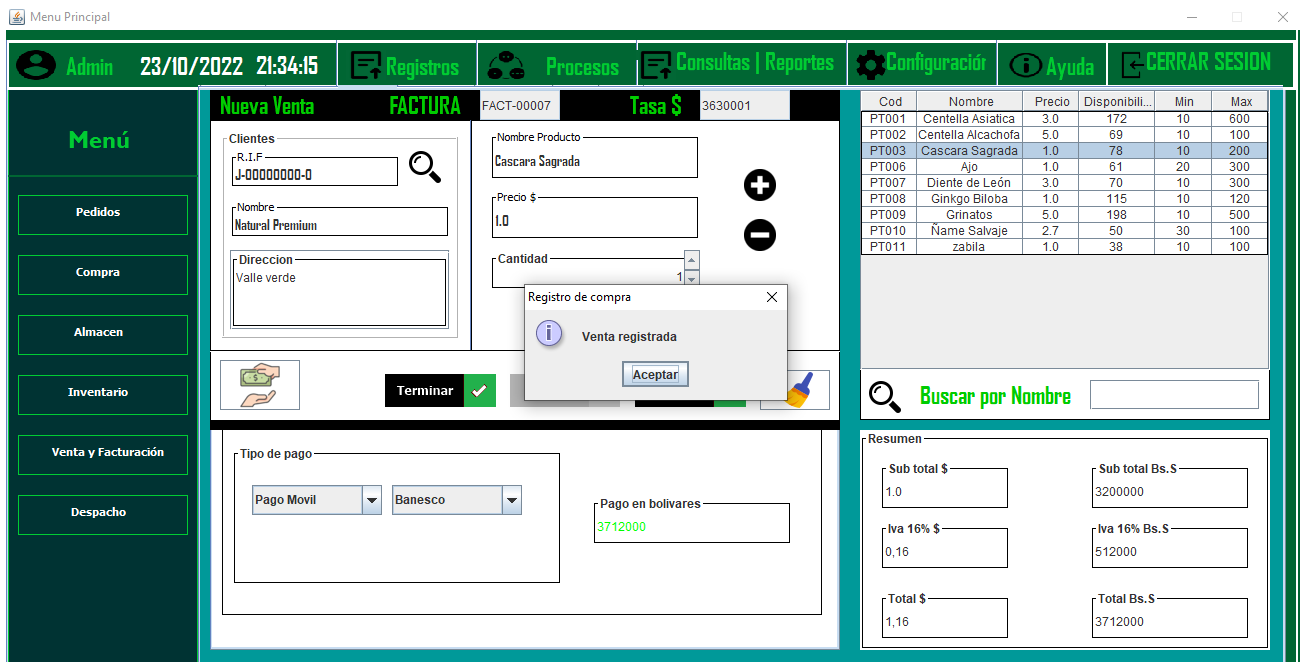 Menu Principal
Admin 23/10/2022 21:34:15 Registros Procesos Consultas | Reportes Configuración Ayuda CERRAR SESION
Menú
Pedidos
Compra
Almacen
Inventario
Venta y Facturación
Despacho
Nueva Venta FACTURA FACT-00007 Tasa $ 3630001
Clientes
R.I.F
J-00000000-0
Nombre
Natural Premium
Direccion
Valle verde
Nombre Producto
Cascara Sagrada
Precio $
1.0
Cantidad
1
Registro de compra
Venta registrada
Aceptar
Terminar
Tipo de pago
Pago Movil Banesco
Pago en bolivares
3712000
Cod Nombre Precio Disponibili... Min Max
PT001 Centella Asiatica 3.0 172 10 600
PT002 Centella Alcachofa 5.0 69 10 100
PT003 Cascara Sagrada 1.0 78 10 200
PT006 Ajo 1.0 61 20 300
PT007 Diente de León 3.0 70 10 300
PT008 Ginkgo Biloba 1.0 115 10 120
PT009 Grinatos 5.0 198 10 500
PT010 Ñame Salvaje 2.7 50 30 100
PT011 zabila 1.0 38 10 100
Buscar por Nombre
Resumen
Sub total $ Sub total Bs.S
1.0 3200000
Iva 16% $ Iva 16% Bs.S
0,16 512000
Total $ Total Bs.S
1,16 3712000